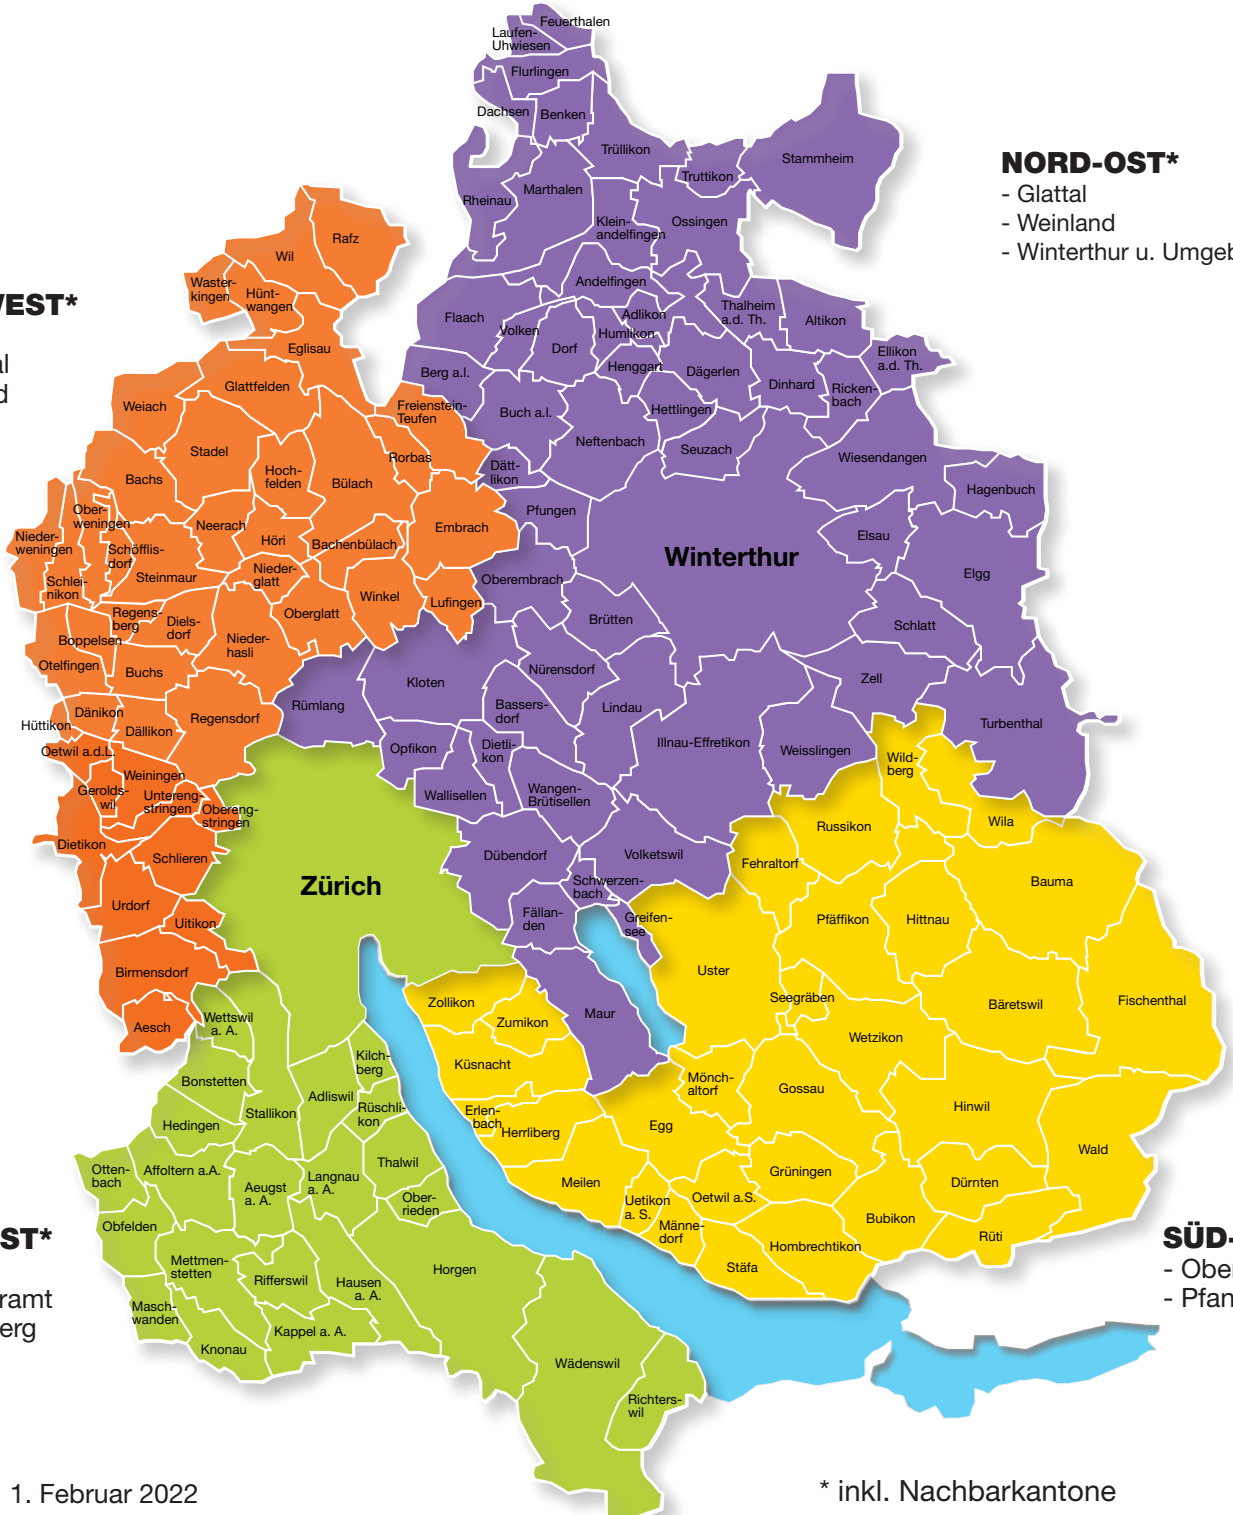 Feuerthalen
Laufen-
Uhwiesen
Flurlingen
Dachsen
Benken
Trüllikon
Truttikon
Stammheim
Marthalen
Rheinau
Klein-
andelfingen
Ossingen
NORD-OST*
- Glattal
- Weinland
- Winterthur u. Umgeb
Rafz
Wil
Waster-
kingen
Hünt-
wangen
Eglisau
Glattfelden
Weiach
VEST*
al
d
Andelfingen
Flaach
Volken
Dorf
Adlikon
Humlikon
Henggart
Thalheim
a.d. Th.
Altikon
Ellikon
a.d. Th.
Berg a.I.
Buch a.I.
Dägerlen
Dinhard
Ricken-
bach
Hettlingen
Neftenbach
Seuzach
Wiesendangen
Hagenbuch
Freienstein-
Teufen
Rorbas
Dätt-
likon
Pfungen
Stadel
Hoch-
felden
Bülach
Bachs
Ober-
weningen
Nieder-
weningen
Schöfflis-
dorf
Schlei-
nikon
Steinmaur
Neerach
Höri
Bachenbülach
Embrach
Nieder-
glatt
Winkel
Lufingen
Oberglatt
Regens-
berg
Diels-
dorf
Nieder-
hasli
Boppelsen
Otelfingen
Buchs
Winterthur
Elsau
Elgg
Schlatt
Oberembrach
Brütten
Zell
Turbenthal
Kloten
Nürensdorf
Rümlang
Bassers-
dorf
Lindau
Opfikon
Dietli-
kon
Illnau-Effretikon
Weisslingen
Wallisellen
Wangen-
Brütisellen
Hüttikon
Dänikon
Dällikon
Regensdorf
Oetwil a.d.L.
Weiningen
Gerolds-
wil
Untereng-
stringen
Obereng-
stringen
Dietikon
Schlieren
Urdorf
Uitikon
Birmensdorf
Aesch
Zürich
Dübendorf
Volketswil
Schwerzen-
bach
Fällan-
den
Greifen-
see
Maur
Wild-
berg
Wila
Russikon
Fehraltorf
Bauma
Pfäffikon
Hittnau
Uster
Seegräben
Bäretswil
Fischenthal
Wetzikon
Zollikon
Zumikon
Küsnacht
Erlen-
bach
Herrliberg
Mönch-
altorf
Gossau
Hinwil
Egg
Wald
Meilen
Uetikon
a. S.
Oetwil a.S.
Männe-
dorf
Grüningen
Dürnten
Bubikon
Rüti
Hombrechtikon
Stäfa
Wettswil
a. A.
Bonstetten
Kilch-
berg
Adliswil
Rüschli-
kon
Stallikon
Hedingen
Thalwil
Otten-
bach
Affoltern a.A.
Aeugst
a. A.
Langnau
a. A.
Ober-
rieden
Obfelden
Mettmen-
stetten
Rifferswil
Hausen
a. A.
Horgen
Masch-
wanden
Knonau
Kappel a. A.
Wädenswil
Richters-
wil
ST*
ramt
erg
SÜD-
- Ober
- Pfan
1. Februar 2022
* inkl. Nachbarkantone